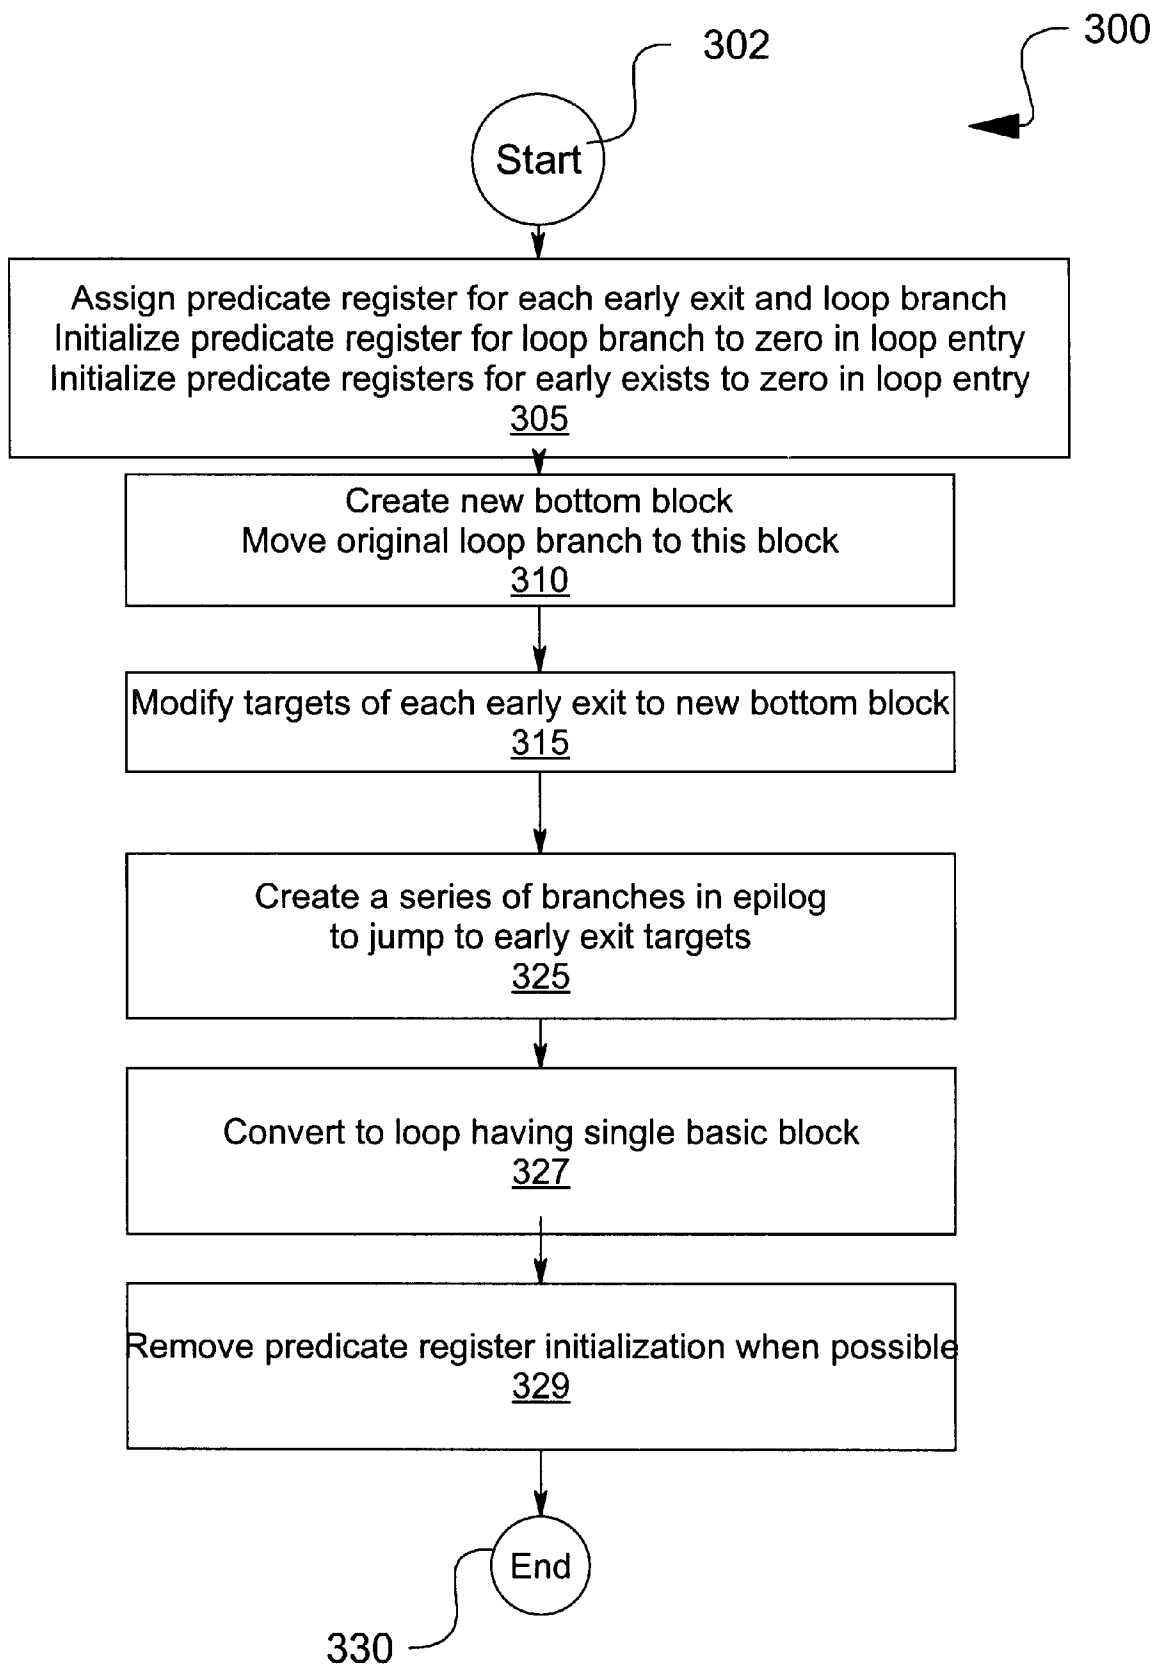 302
300
Start
Assign predicate register for each early exit and loop branch
Initialize predicate register for loop branch to zero in loop entry
Initialize predicate registers for early exists to zero in loop entry
305
Create new bottom block
Move original loop branch to this block
310
Modify targets of each early exit to new bottom block
315
Create a series of branches in epilog
to jump to early exit targets
325
Convert to loop having single basic block
327
Remove predicate register initialization when possible
329
End
330